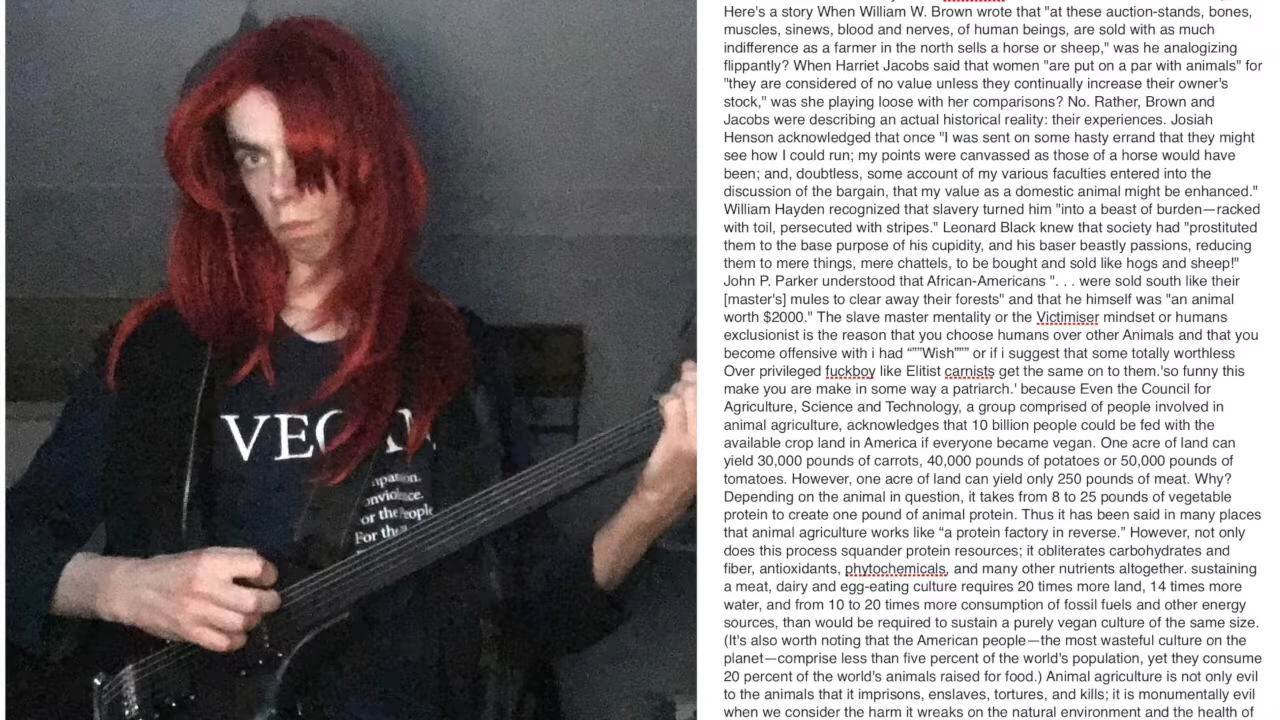 VEGAN
mpassion.
onviolence.
or the People
For the
Here's a story When William W. Brown wrote that "at these auction-stands, bones,
muscles, sinews, blood and nerves, of human beings, are sold with as much
indifference as a farmer in the north sells a horse or sheep," was he analogizing
flippantly? When Harriet Jacobs said that women "are put on a par with animals" for
"they are considered of no value unless they continually increase their owner's
stock," was she playing loose with her comparisons? No. Rather, Brown and
Jacobs were describing an actual historical reality: their experiences. Josiah
Henson acknowledged that once "I was sent on some hasty errand that they might
see how I could run; my points were canvassed as those of a horse would have
been; and, doubtless, some account of my various faculties entered into the
discussion of the bargain, that my value as a domestic animal might be enhanced."
William Hayden recognized that slavery turned him "into a beast of burden—racked
with toil, persecuted with stripes." Leonard Black knew that society had "prostituted
them to the base purpose of his cupidity, and his baser beastly passions, reducing
them to mere things, mere chattels, to be bought and sold like hogs and sheep!"
John P. Parker understood that African-Americans ". . . were sold south like their
[master's] mules to clear away their forests" and that he himself was "an animal
worth $2000." The slave master mentality or the Victimiser mindset or humans
exclusionist is the reason that you choose humans over other Animals and that you
become offensive with i had “””Wish””” or if i suggest that some totally worthless
Over privileged fuckboy like Elitist carnists get the same on to them.'so funny this
make you are make in some way a patriarch.' because Even the Council for
Agriculture, Science and Technology, a group comprised of people involved in
animal agriculture, acknowledges that 10 billion people could be fed with the
available crop land in America if everyone became vegan. One acre of land can
yield 30,000 pounds of carrots, 40,000 pounds of potatoes or 50,000 pounds of
tomatoes. However, one acre of land can yield only 250 pounds of meat. Why?
Depending on the animal in question, it takes from 8 to 25 pounds of vegetable
protein to create one pound of animal protein. Thus it has been said in many places
that animal agriculture works like “a protein factory in reverse.” However, not only
does this process squander protein resources; it obliterates carbohydrates and
fiber, antioxidants, phytochemicals, and many other nutrients altogether. sustaining
a meat, dairy and egg-eating culture requires 20 times more land, 14 times more
water, and from 10 to 20 times more consumption of fossil fuels and other energy
sources, than would be required to sustain a purely vegan culture of the same size.
(It's also worth noting that the American people—the most wasteful culture on the
planet—comprise less than five percent of the world's population, yet they consume
20 percent of the world's animals raised for food.) Animal agriculture is not only evil
to the animals that it imprisons, enslaves, tortures, and kills; it is monumentally evil
when we consider the harm it wreaks on the natural environment and the health of